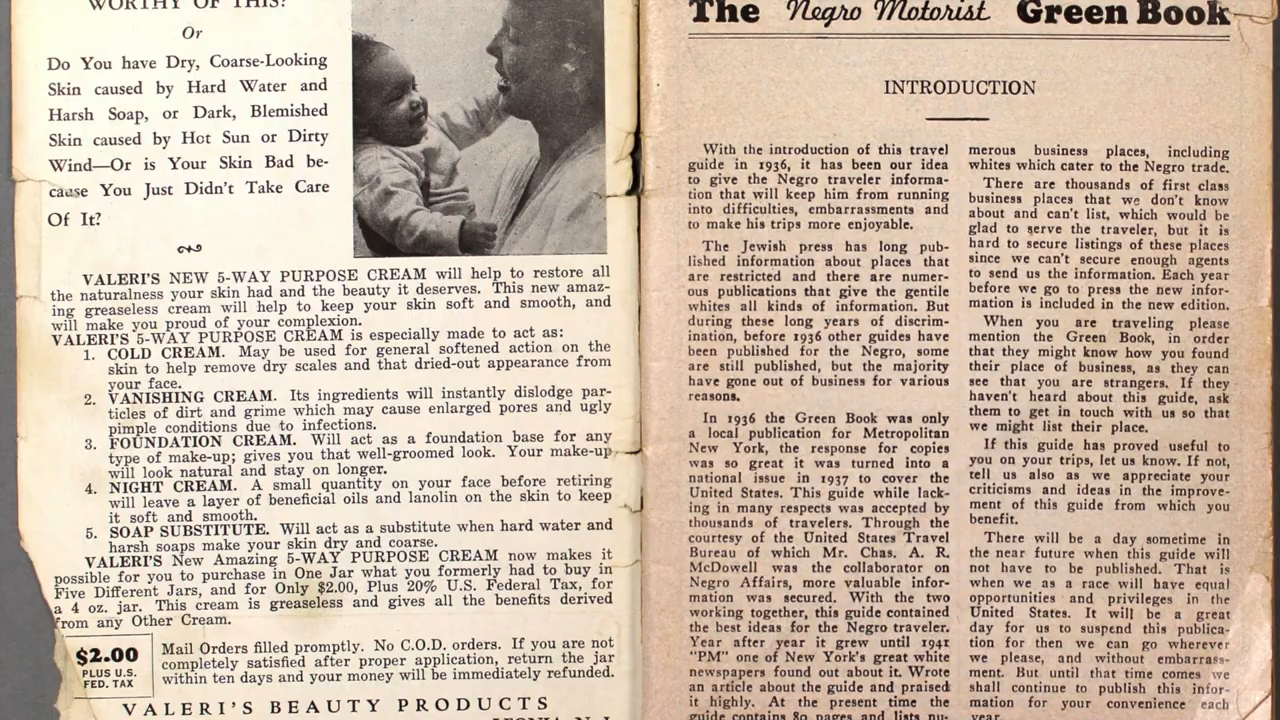 WORTHY OF THIS?
Or
Do You have Dry, Coarse-Looking
Skin caused by Hard Water and
Harsh Soap, or Dark, Blemished
Skin caused by Hot Sun or Dirty
Wind—Or is Your Skin Bad be-
cause You Just Didn't Take Care
Of It?
VALERI'S NEW 5-WAY PURPOSE CREAM will help to restore all
the naturalness your skin had and the beauty it deserves. This new amaz-
ing greaseless cream will help to keep your skin soft and smooth, and
will make you proud of your complexion.
VALERI'S 5-WAY PURPOSE CREAM is especially made to act as:
1. COLD CREAM. May be used for general softened action on the
skin to help remove dry scales and that dried-out appearance from
your face.
2. VANISHING CREAM. Its ingredients will instantly dislodge par-
ticles of dirt and grime which may cause enlarged pores and ugly
pimple conditions due to infections.
3. FOUNDATION CREAM. Will act as a foundation base for any
type of make-up; gives you that well-groomed look. Your make-up
will look natural and stay on longer.
4. NIGHT CREAM. A small quantity on your face before retiring
will leave a layer of beneficial oils and lanolin on the skin to keep
it soft and smooth.
5. SOAP SUBSTITUTE. Will act as a substitute when hard water and
harsh soaps make your skin dry and coarse.
VALERI'S New Amazing 5-WAY PURPOSE CREAM now makes it
possible for you to purchase in One Jar what you formerly had to buy in
Five Different Jars, and for Only $2.00, Plus 20% U.S. Federal Tax, for
a 4 oz. jar. This cream is greaseless and gives all the benefits derived
from any Other Cream.
$2.00
PLUS U.S.
FED. TAX
Mail Orders filled promptly. No C.O.D. orders. If you are not
completely satisfied after proper application, return the jar
within ten days and your money will be immediately refunded.
VALERI'S BEAUTY PRODUCTS
LEONIA, N. J.
The Negro Motorist Green Book
INTRODUCTION
With the introduction of this travel
guide in 1936, it has been our idea
to give the Negro traveler informa-
tion that will keep him from running
into difficulties, embarrassments and
to make his trips more enjoyable.
The Jewish press has long pub-
lished information about places that
are restricted and there are numer-
ous publications that give the gentile
whites all kinds of information. But
during these long years of discrim-
ination, before 1936 other guides have
been published for the Negro, some
are still published, but the majority
have gone out of business for various
reasons.
In 1936 the Green Book was only
a local publication for Metropolitan
New York, the response for copies
was so great it was turned into a
national issue in 1937 to cover the
United States. This guide while lack-
ing in many respects was accepted by
thousands of travelers. Through the
courtesy of the United States Travel
Bureau of which Mr. Chas. A. R.
McDowell was the collaborator on
Negro Affairs, more valuable infor-
mation was secured. With the two
working together, this guide contained
the best ideas for the Negro traveler.
Year after year it grew until 1941
"PM" one of New York's great white
newspapers found out about it. Wrote
an article about the guide and praised
it highly. At the present time the
guide contains 80 pages and lists nu-
merous business places, including
whites which cater to the Negro trade.
There are thousands of first class
business places that we don't know
about and can't list, which would be
glad to serve the traveler, but it is
hard to secure listings of these places
since we can't secure enough agents
to send us the information. Each year
before we go to press the new infor-
mation is included in the new edition.
When you are traveling please
mention the Green Book, in order
that they might know how you found
their place of business, as they can
see that you are strangers. If they
haven't heard about this guide, ask
them to get in touch with us so that
we might list their place.
If this guide has proved useful to
you on your trips, let us know. If not,
tell us also as we appreciate your
criticisms and ideas in the improve-
ment of this guide from which you
benefit.
There will be a day sometime in
the near future when this guide will
not have to be published. That is
when we as a race will have equal
opportunities and privileges in the
United States. It will be a great
day for us to suspend this publica-
tion for then we can go wherever
we please, and without embarrass-
ment. But until that time comes we
shall continue to publish this infor-
mation for your convenience each
year.